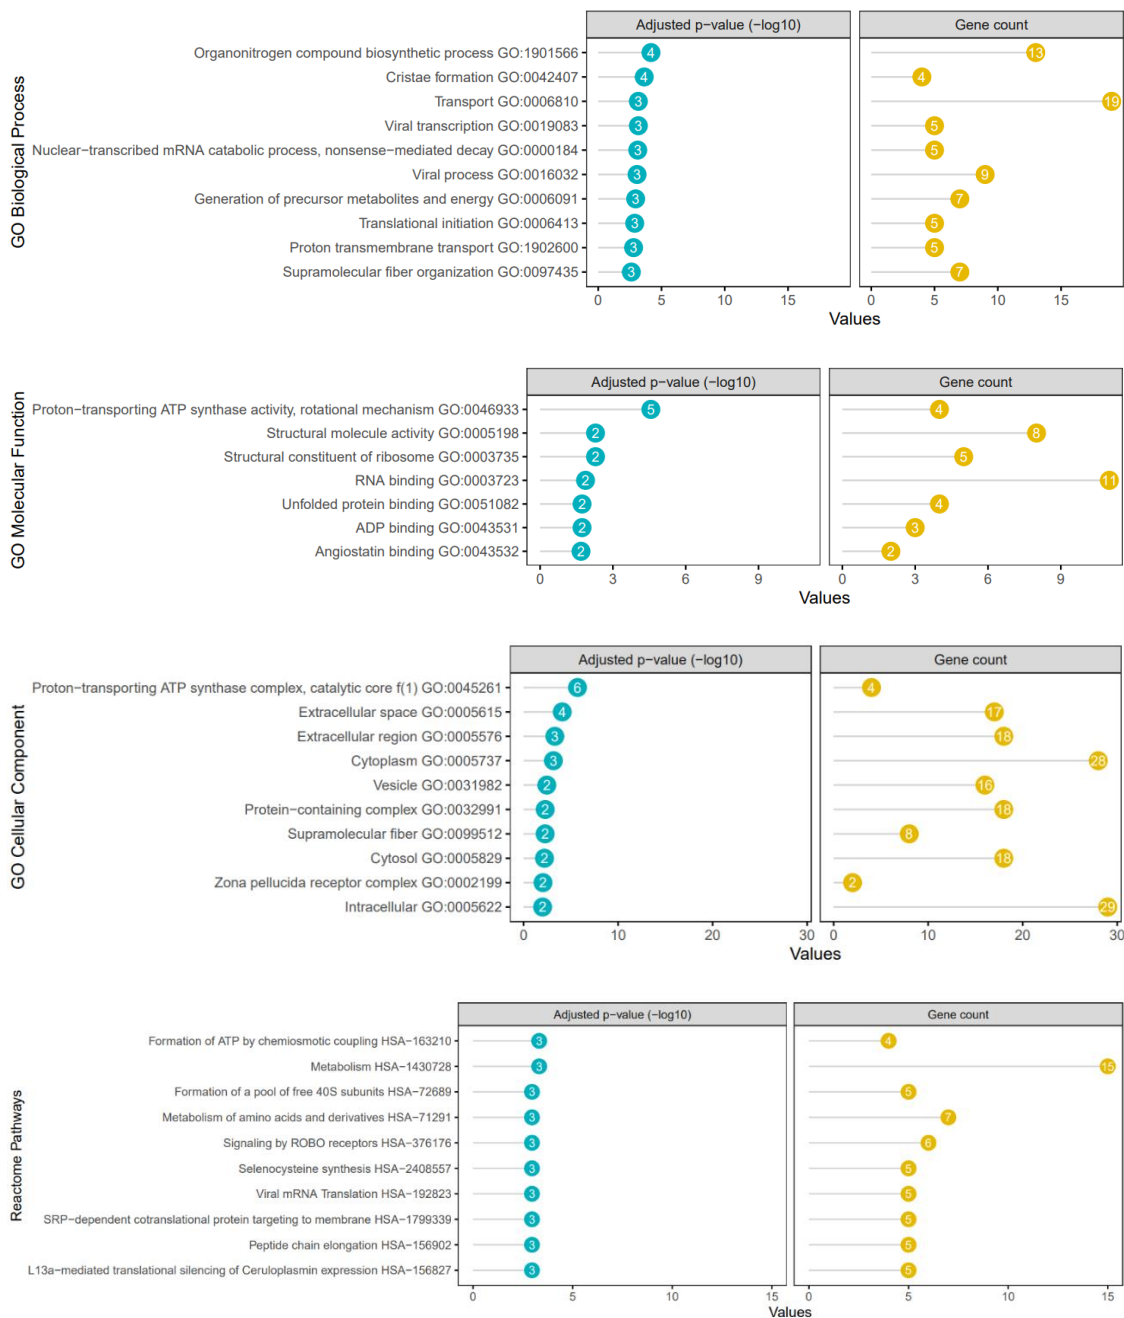 GO Biological Process
Adjusted p−value (−log10) Gene count
Organonitrogen compound biosynthetic process GO:1901566 4 13
Cristae formation GO:0042407 4 4
Transport GO:0006810 3 19
Viral transcription GO:0019083 3 5
Nuclear−transcribed mRNA catabolic process, nonsense−mediated decay GO:0000184 3 5
Viral process GO:0016032 3 9
Generation of precursor metabolites and energy GO:0006091 3 7
Translational initiation GO:0006413 3 5
Proton transmembrane transport GO:1902600 3 5
Supramolecular fiber organization GO:0097435 3 7
0 5 10 15 0 5 10 15
Values
GO Molecular Function
Adjusted p−value (−log10) Gene count
Proton−transporting ATP synthase activity, rotational mechanism GO:0046933 5 4
Structural molecule activity GO:0005198 2 8
Structural constituent of ribosome GO:0003735 2 5
RNA binding GO:0003723 2 11
Unfolded protein binding GO:0051082 2 4
ADP binding GO:0043531 2 3
Angiostatin binding GO:0043532 2 2
0 3 6 9 0 3 6 9
Values
GO Cellular Component
Adjusted p−value (−log10) Gene count
Proton−transporting ATP synthase complex, catalytic core f(1) GO:0045261 6 4
Extracellular space GO:0005615 4 17
Extracellular region GO:0005576 3 18
Cytoplasm GO:0005737 3 28
Vesicle GO:0031982 2 16
Protein−containing complex GO:0032991 2 18
Supramolecular fiber GO:0099512 2 8
Cytosol GO:0005829 2 18
Zona pellucida receptor complex GO:0002199 2 2
Intracellular GO:0005622 2 29
0 10 20 30 0 10 20 30
Values
Reactome Pathways
Adjusted p−value (−log10) Gene count
Formation of ATP by chemiosmotic coupling HSA−163210 3 4
Metabolism HSA−1430728 3 15
Formation of a pool of free 40S subunits HSA−72689 3 5
Metabolism of amino acids and derivatives HSA−71291 3 7
Signaling by ROBO receptors HSA−376176 3 6
Selenocysteine synthesis HSA−2408557 3 5
Viral mRNA Translation HSA−192823 3 5
SRP−dependent cotranslational protein targeting to membrane HSA−1799339 3 5
Peptide chain elongation HSA−156902 3 5
L13a−mediated translational silencing of Ceruloplasmin expression HSA−156827 3 5
0 5 10 15 0 5 10 15
Values